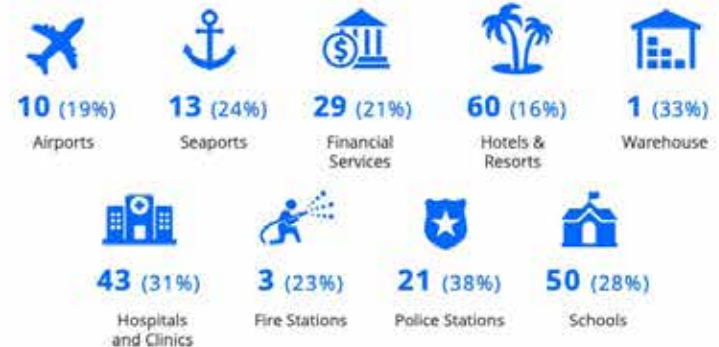 10 (19%)
Airports
13 (24%)
Seaports
$
29 (21%)
Financial
Services
60 (16%)
Hotels &
Resorts
1 (33%)
Warehouse
43 (31%)
Hospitals
and Clinics
3 (23%)
Fire Stations
21 (38%)
Police Stations
50 (28%)
Schools